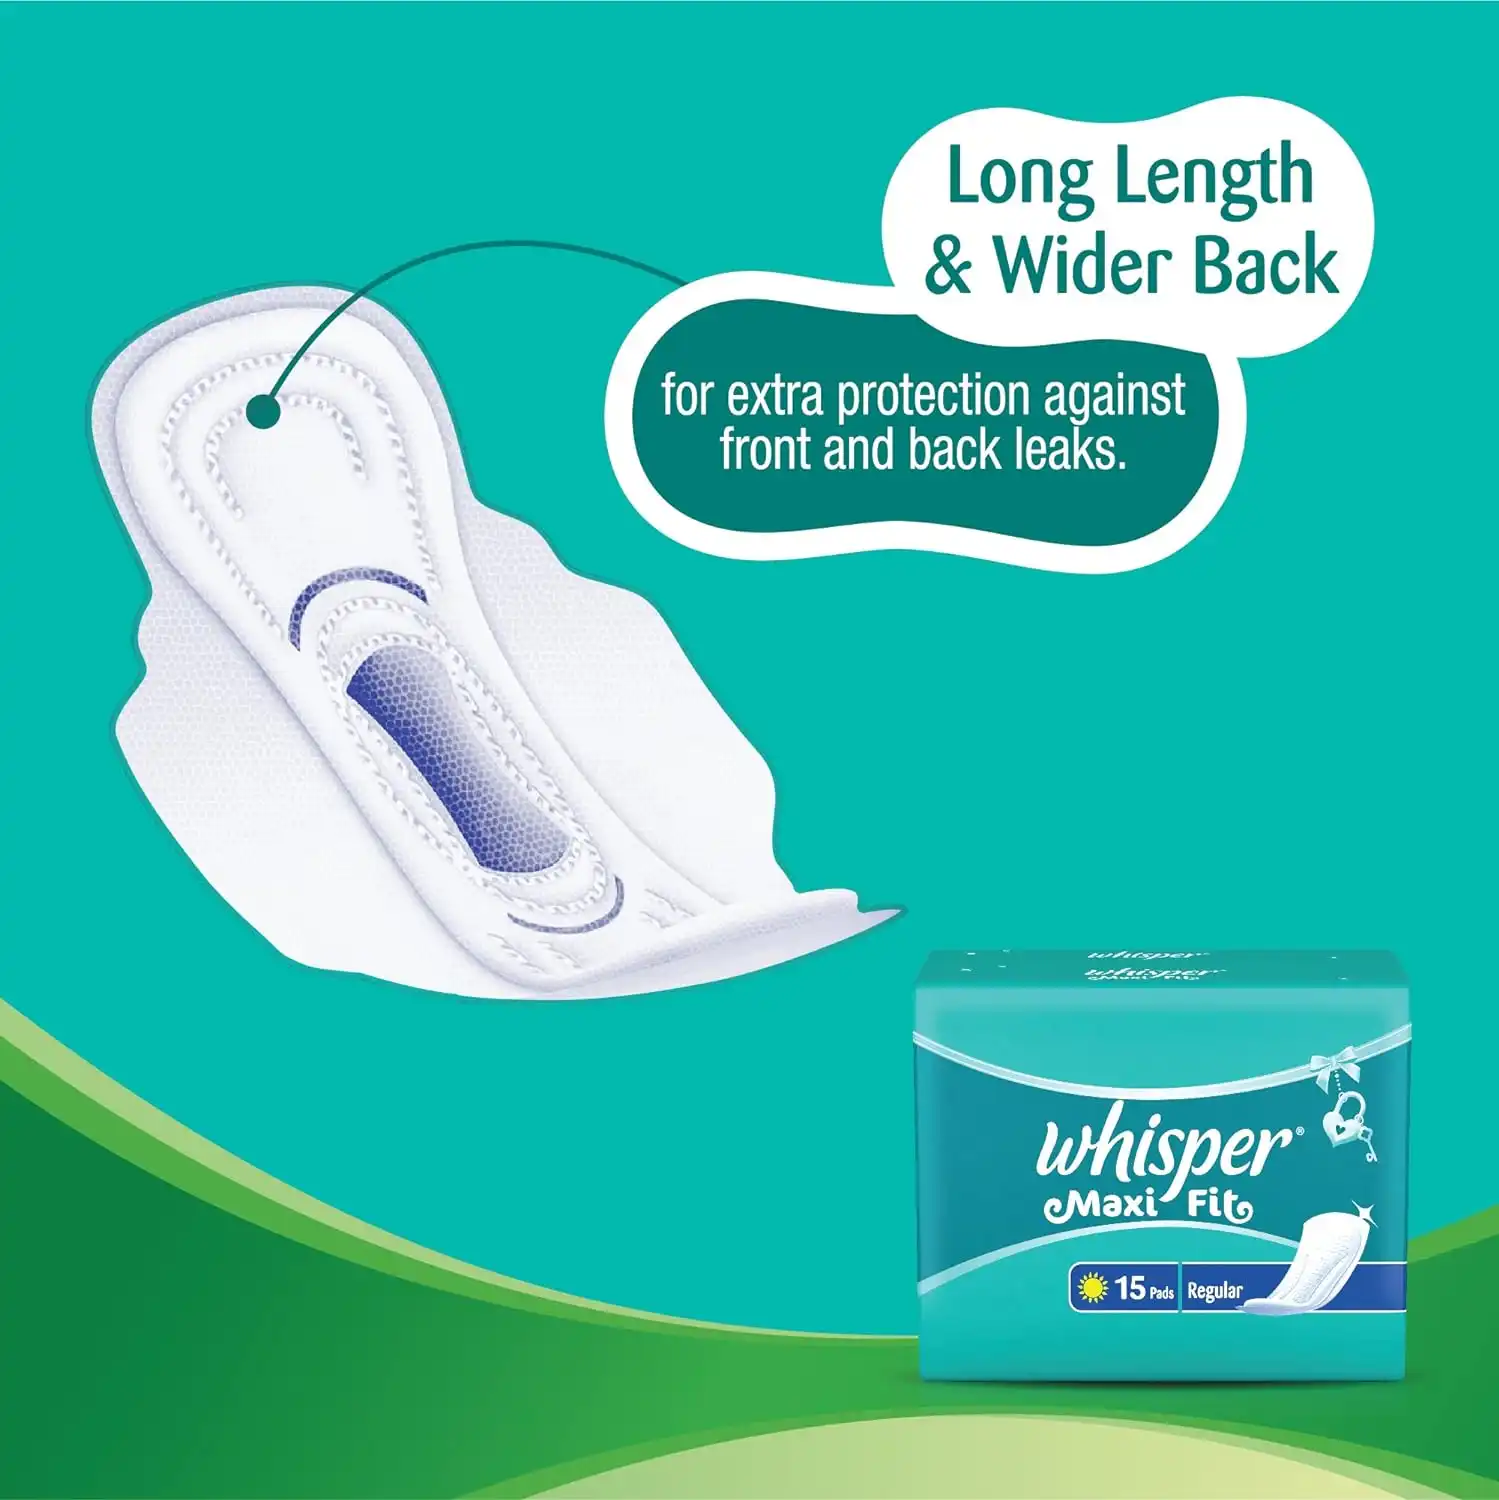 Long Length
& Wider Back
for extra protection against
front and back leaks.
whisper
whisper
Maxi Fit
whisper®
Maxi Fit
15 Pads Regular